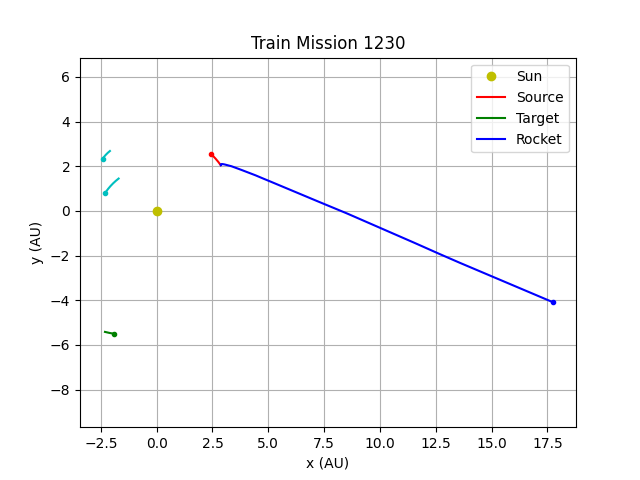 Train Mission 1230
Sun
Source
Target
Rocket
6
4
2
0
−2
−4
−6
−8
y (AU)
−2.5 0.0 2.5 5.0 7.5 10.0 12.5 15.0 17.5
x (AU)